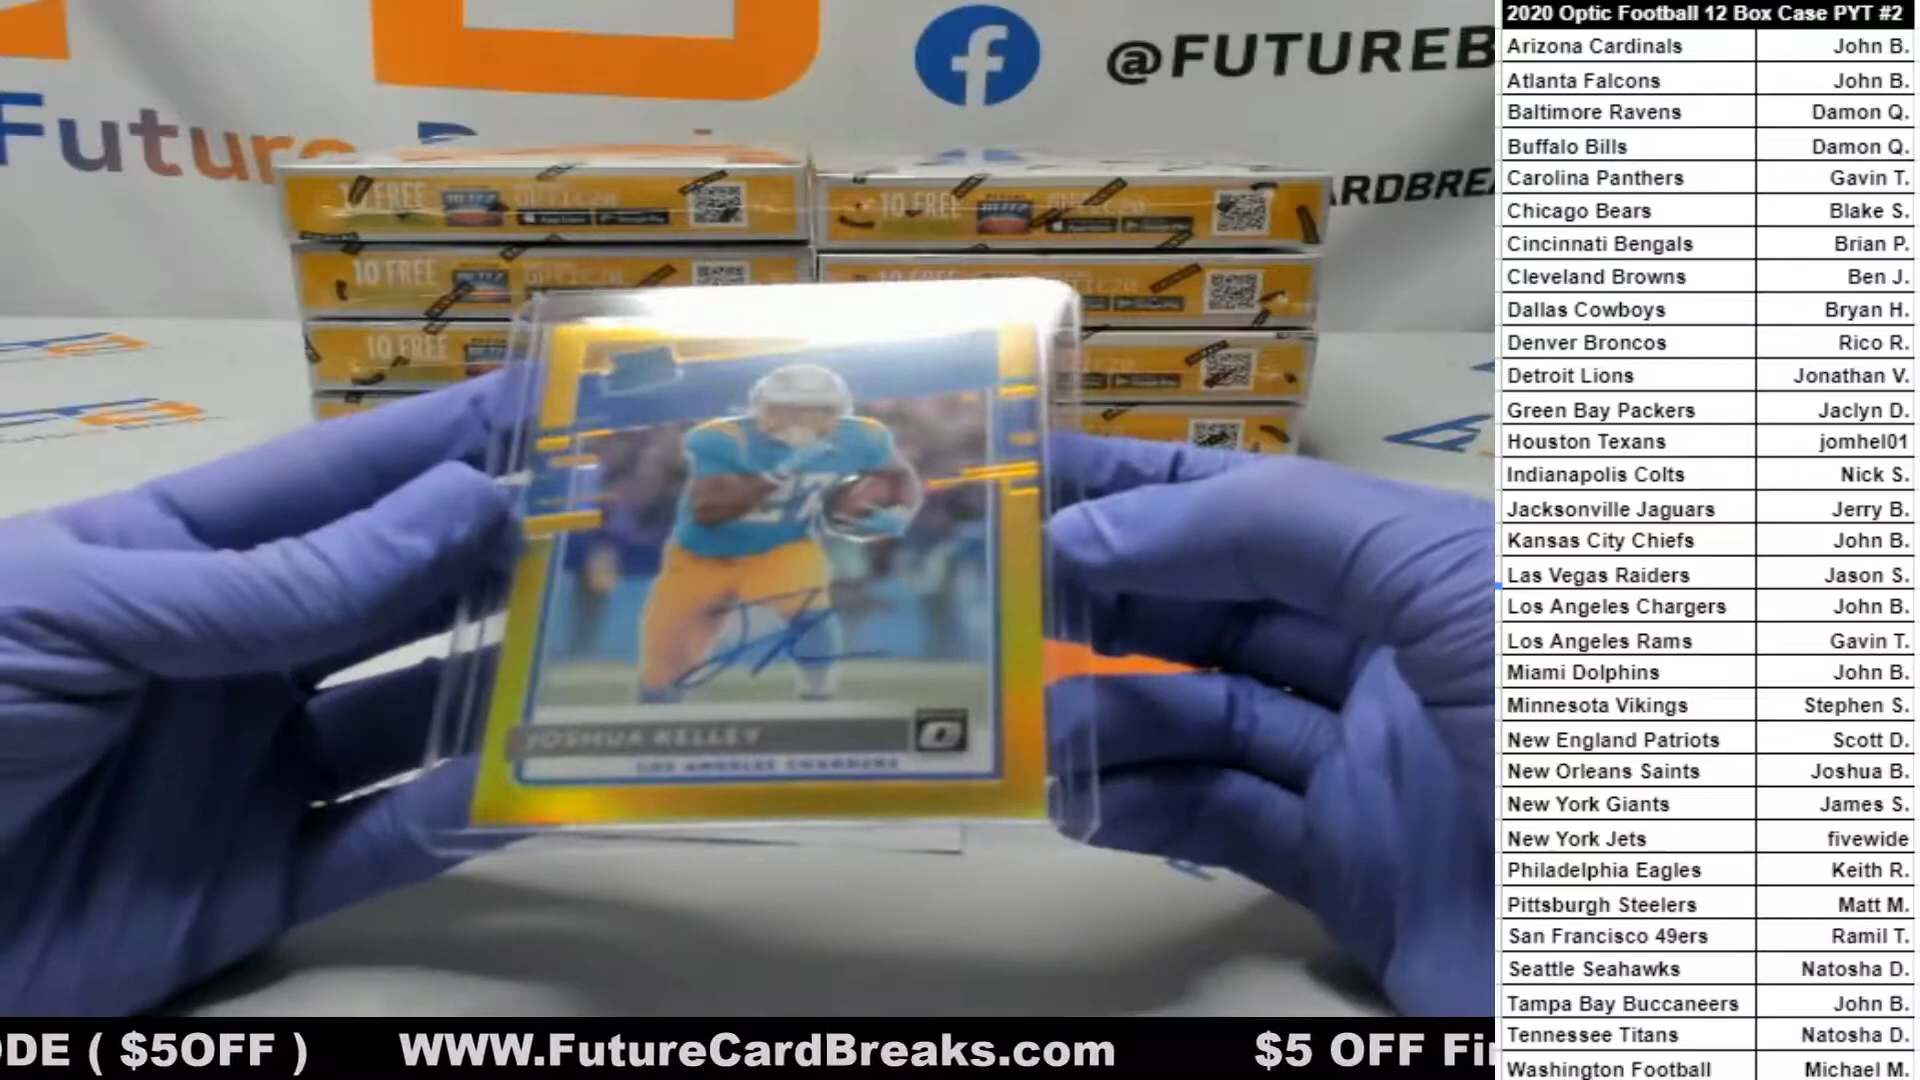 2020 Optic Football 12 Box Case PYT #2
Arizona Cardinals John B.
Atlanta Falcons John B.
Baltimore Ravens Damon Q.
Buffalo Bills Damon Q.
Carolina Panthers Gavin T.
Chicago Bears Blake S.
Cincinnati Bengals Brian P.
Cleveland Browns Ben J.
Dallas Cowboys Bryan H.
Denver Broncos Rico R.
Detroit Lions Jonathan V.
Green Bay Packers Jaclyn D.
Houston Texans jomhel01
Indianapolis Colts Nick S.
Jacksonville Jaguars Jerry B.
Kansas City Chiefs John B.
Las Vegas Raiders Jason S.
Los Angeles Chargers John B.
Los Angeles Rams Gavin T.
Miami Dolphins John B.
Minnesota Vikings Stephen S.
New England Patriots Scott D.
New Orleans Saints Joshua B.
New York Giants James S.
New York Jets fivewide
Philadelphia Eagles Keith R.
Pittsburgh Steelers Matt M.
San Francisco 49ers Ramil T.
Seattle Seahawks Natosha D.
Tampa Bay Buccaneers John B.
Tennessee Titans Natosha D.
Washington Football Michael M.
@FUTUREB
Future
ARDBREA
10 FREE
10 FREE
10 FREE
10 FREE
27
JOSHUA KELLEY
LOS ANGELES CHARGERS
ODE ( $5OFF ) WWW.FutureCardBreaks.com $5 OFF Fi